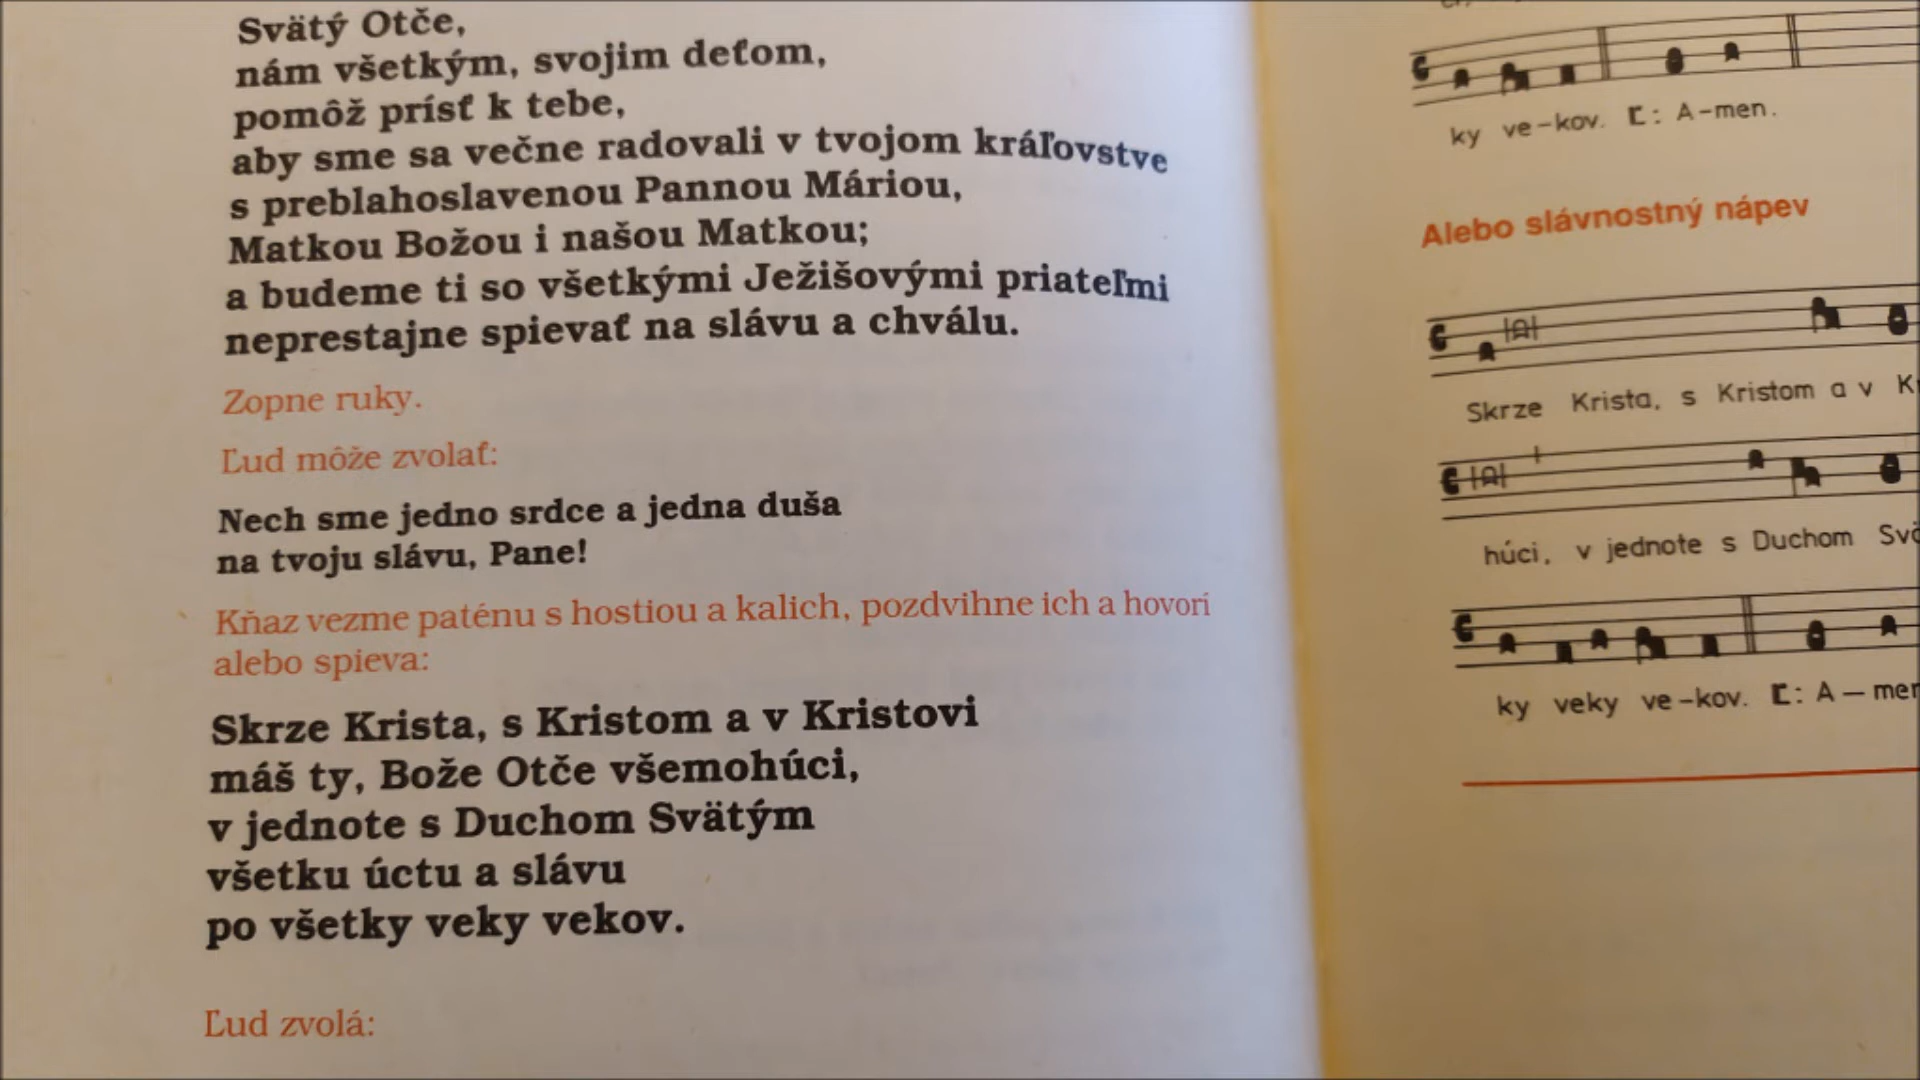 Svätý Otče,
nám všetkým, svojim deťom,
pomôž prísť k tebe,
aby sme sa večne radovali v tvojom kráľovstve
s preblahoslavenou Pannou Máriou,
Matkou Božou i našou Matkou;
a budeme ti so všetkými Ježišovými priateľmi
neprestajne spievať na slávu a chválu.
Zopne ruky.
Ľud môže zvolať:
Nech sme jedno srdce a jedna duša
na tvoju slávu, Pane!
Kňaz vezme paténu s hostiou a kalich, pozdvihne ich a hovorí
alebo spieva:
Skrze Krista, s Kristom a v Kristovi
máš ty, Bože Otče všemohúci,
v jednote s Duchom Svätým
všetku úctu a slávu
po všetky veky vekov.
Ľud zvolá:
ky ve-kov. Ľ: A-men.
Alebo slávnostný nápev
Skrze Krista, s Kristom a v
húci, v jednote s Duchom
ky veky ve-kov. Ľ: A-men